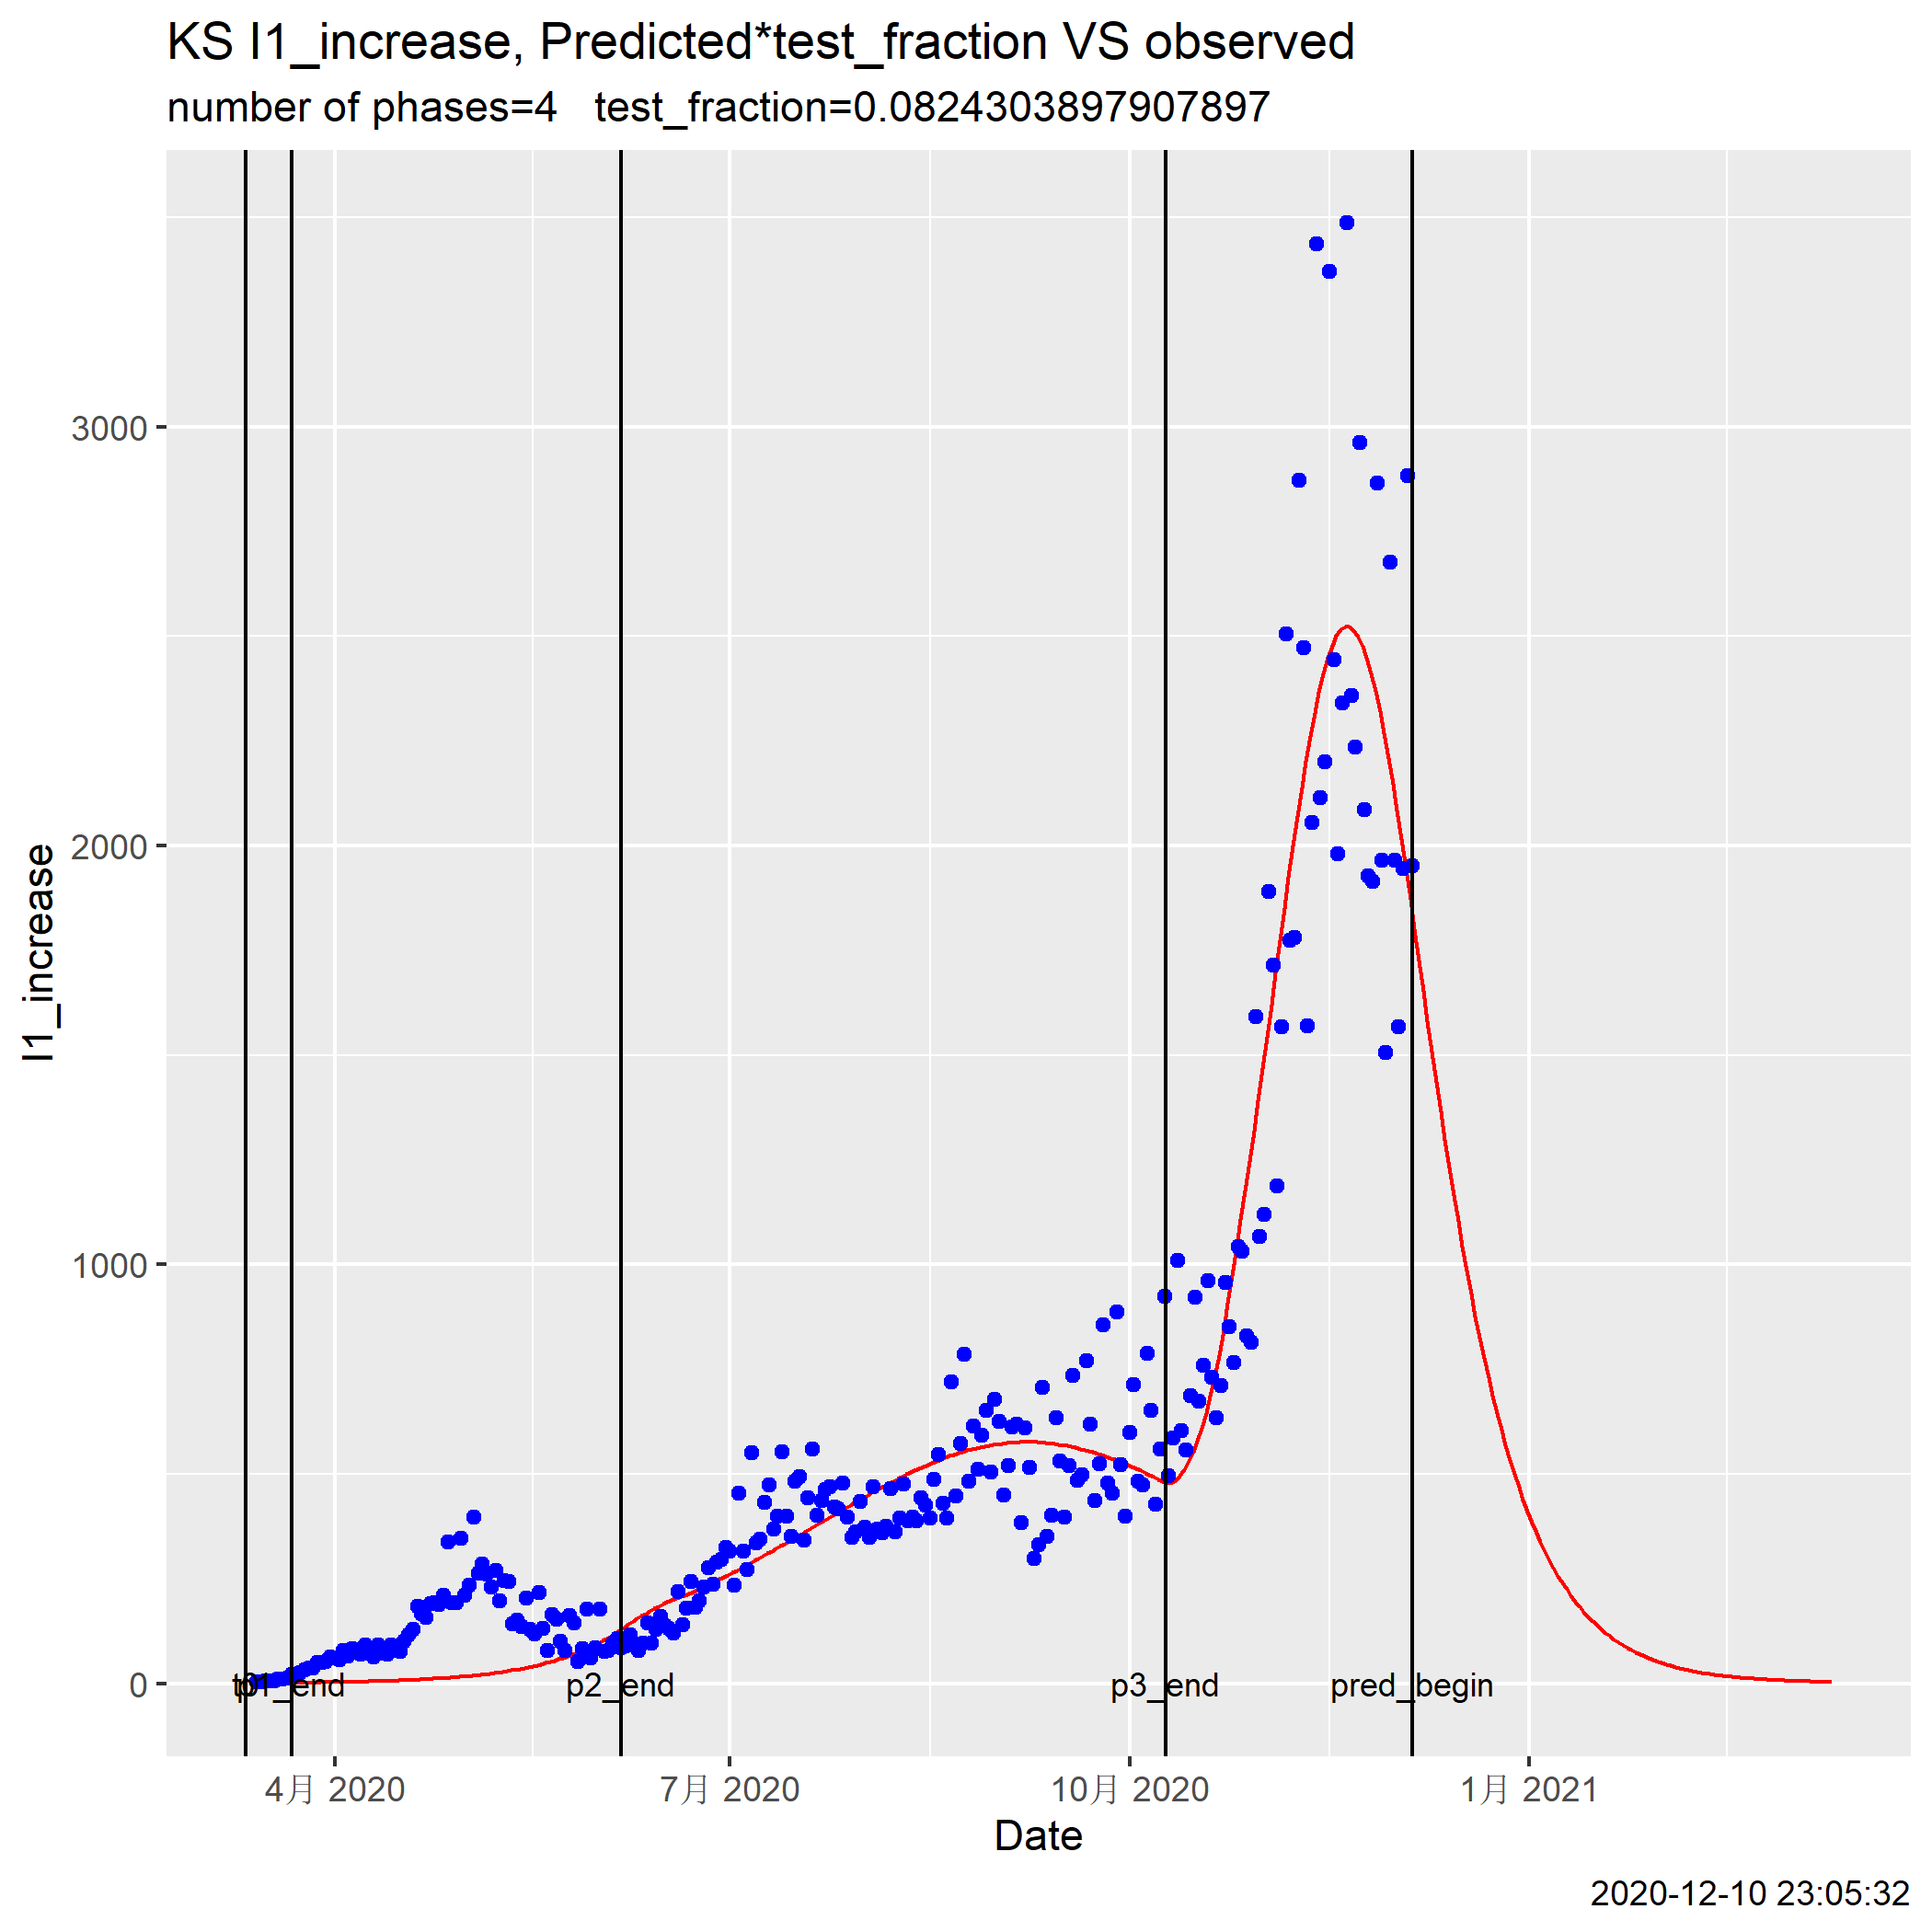 KS I1_increase, Predicted*test_fraction VS observed
number of phases=4 test_fraction=0.0824303897907897
I1_increase
3000
2000
1000
0
p1_end
p2_end
p3_end
pred_begin
4月 2020
7月 2020
10月 2020
1月 2021
Date
2020-12-10 23:05:32